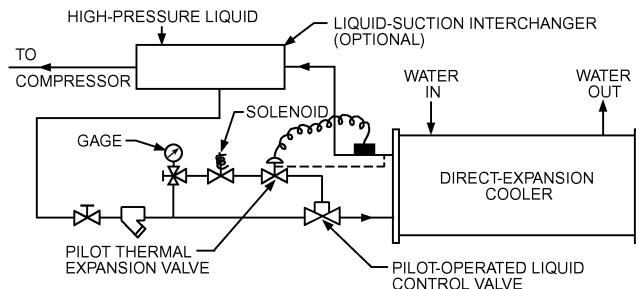 HIGH-PRESSURE LIQUID
LIQUID-SUCTION INTERCHANGER
(OPTIONAL)
TO
COMPRESSOR
SOLENOID
GAGE
WATER
IN
WATER
OUT
DIRECT-EXPANSION
COOLER
PILOT THERMAL
EXPANSION VALVE
PILOT-OPERATED LIQUID
CONTROL VALVE